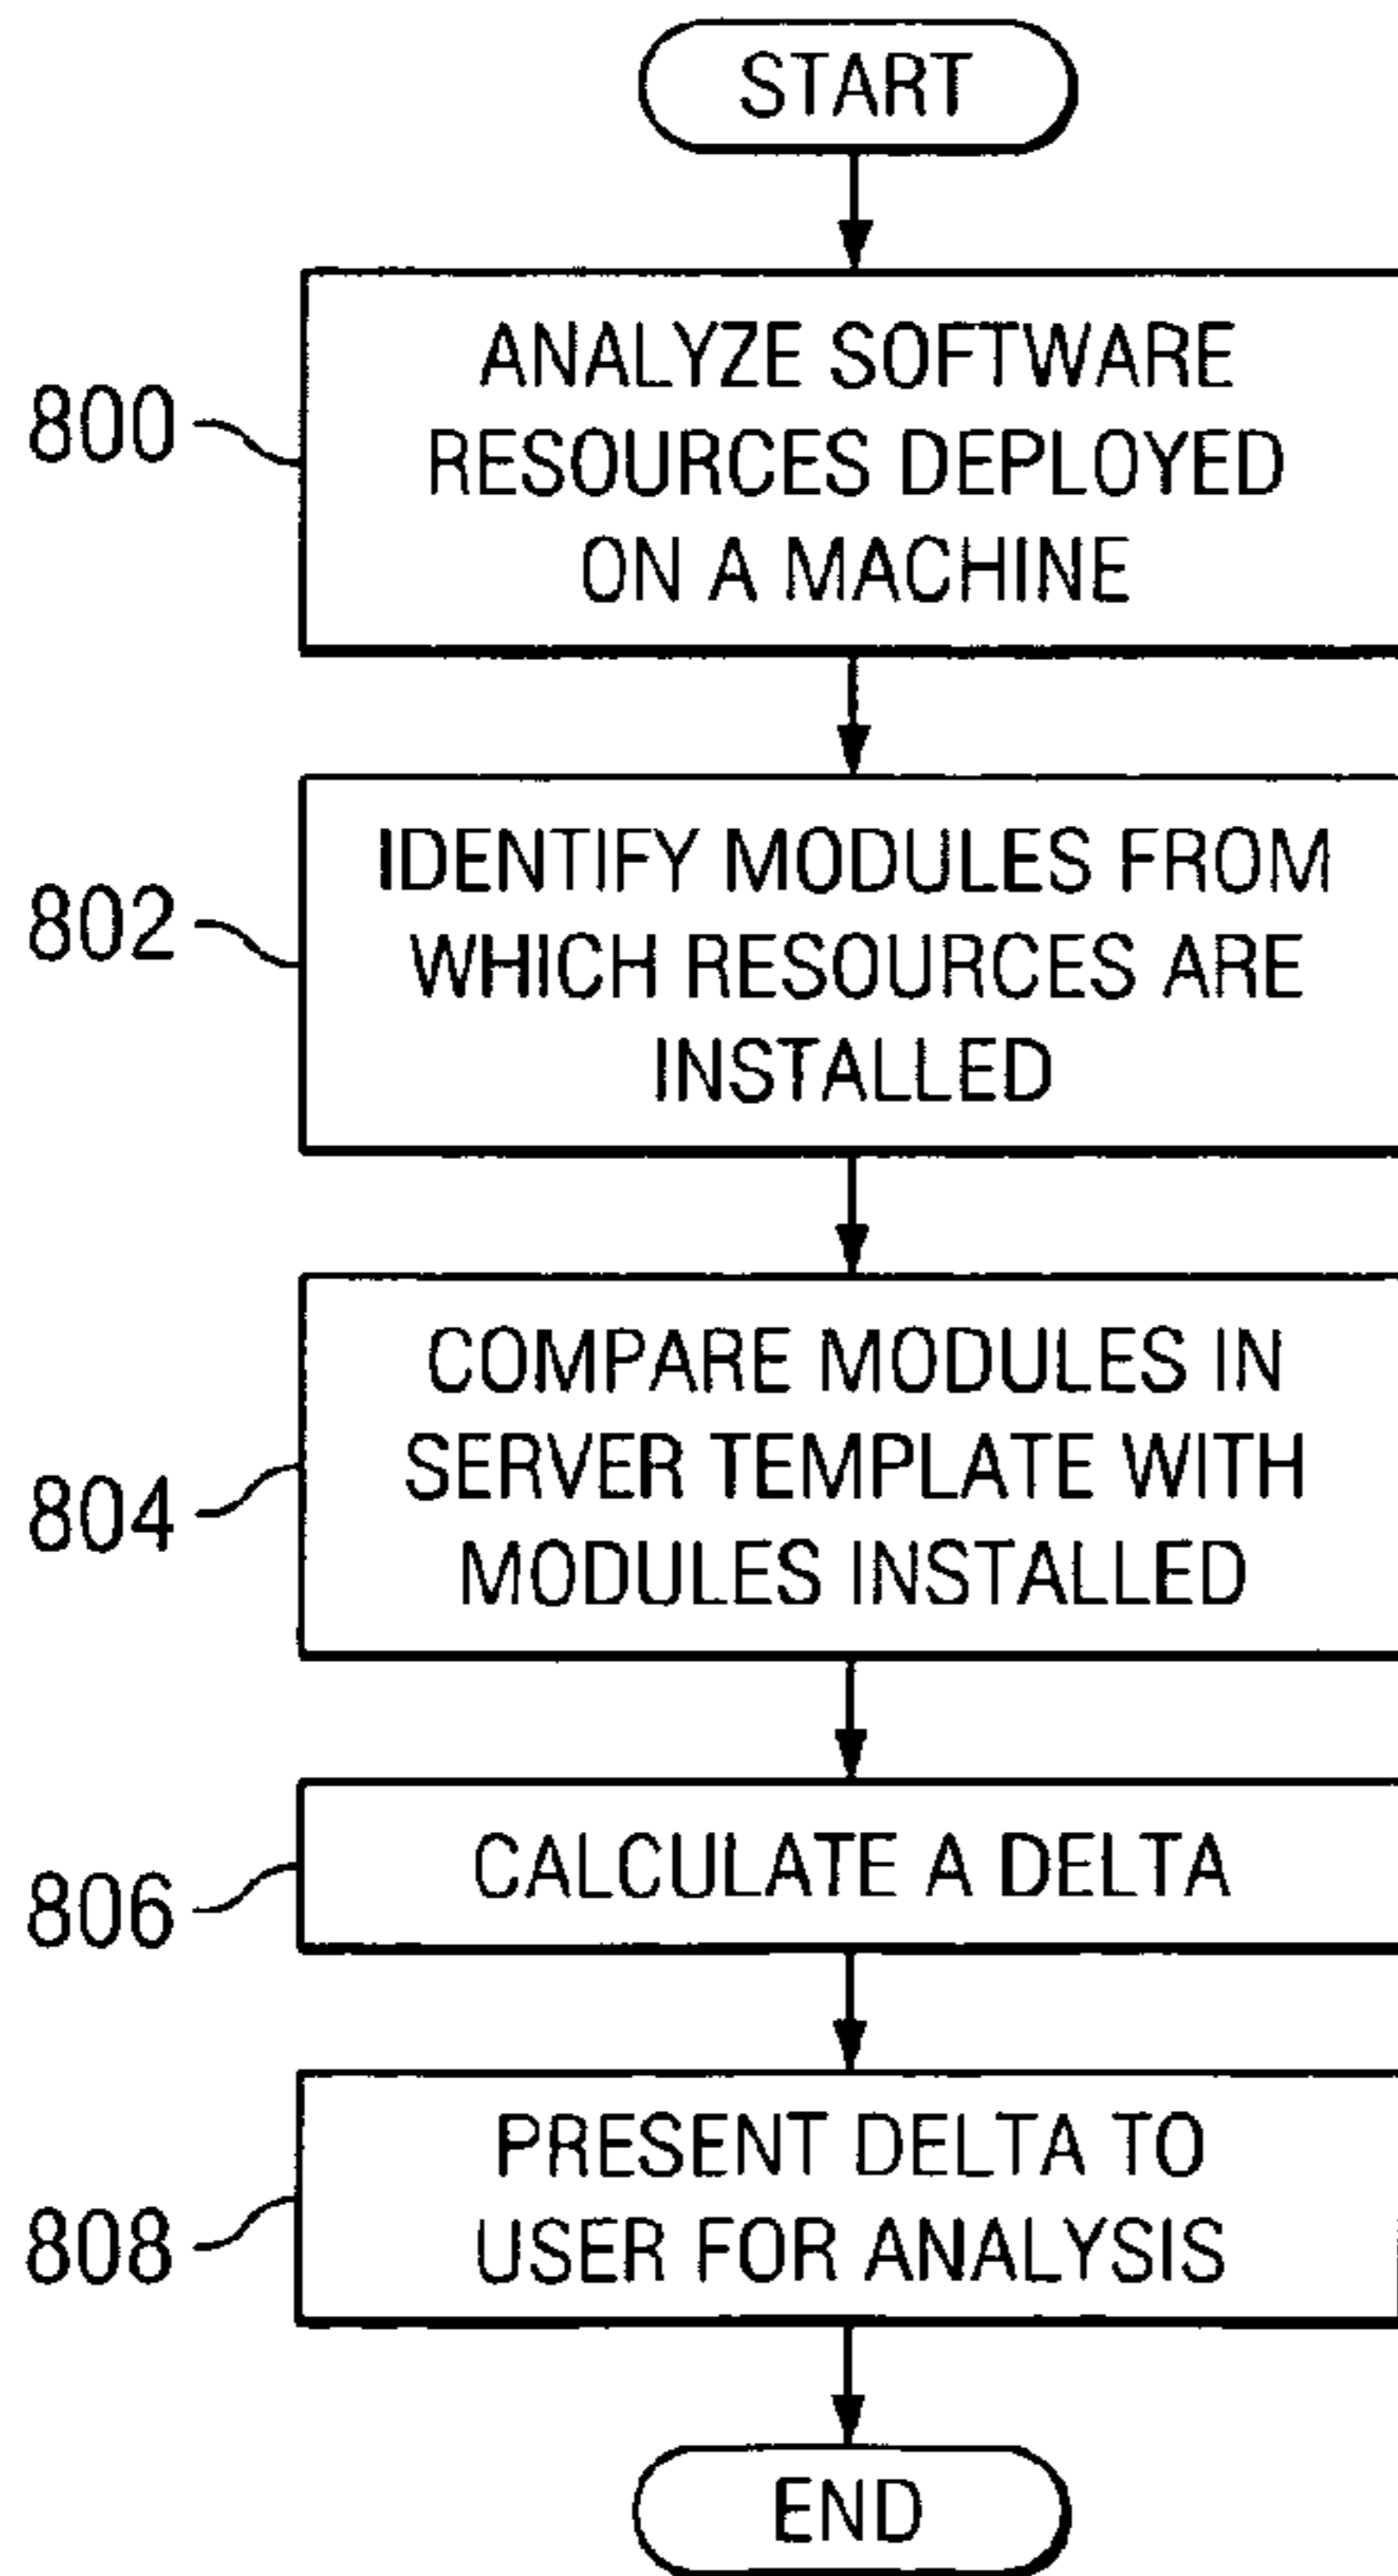 START
800
ANALYZE SOFTWARE
RESOURCES DEPLOYED
ON A MACHINE
802
IDENTIFY MODULES FROM
WHICH RESOURCES ARE
INSTALLED
804
COMPARE MODULES IN
SERVER TEMPLATE WITH
MODULES INSTALLED
806
CALCULATE A DELTA
808
PRESENT DELTA TO
USER FOR ANALYSIS
END